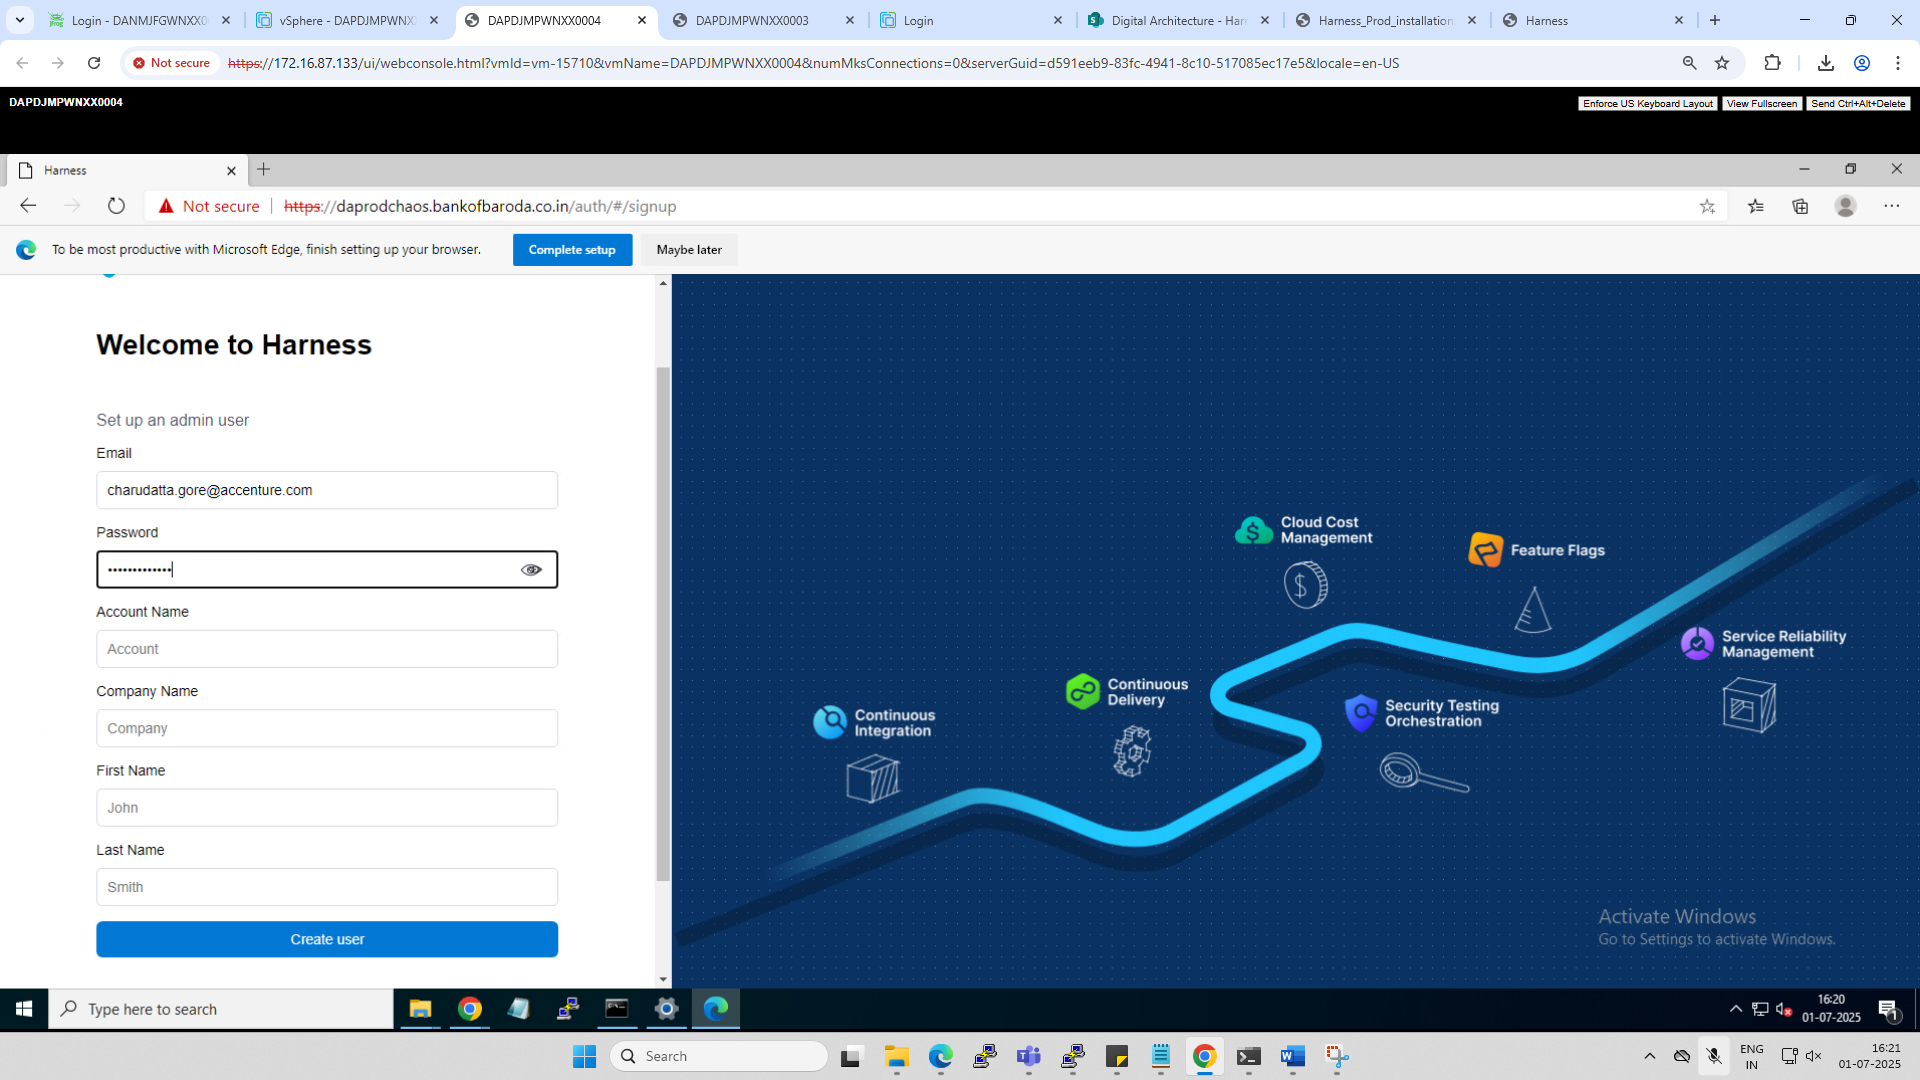 Login - DANMJFGWNXX0
vSphere - DAPDJMPWNX
DAPDJMPWNXX0004
DAPDJMPWNXX0003
Login
Digital Architecture - Har
Harness_Prod_installation
Harness
Not secure
https://172.16.87.133/ui/webconsole.html?vmId=vm-15710&vmName=DAPDJMPWNXX0004&numMksConnections=0&serverGuid=d591eeb9-83fc-4941-8c10-517085ec17e5&locale=en-US
DAPDJMPWNXX0004
Enforce US Keyboard Layout
View Fullscreen
Send Ctrl+Alt+Delete
Harness
Not secure
https://daprodchaos.bankofbaroda.co.in/auth/#/signup
To be most productive with Microsoft Edge, finish setting up your browser.
Complete setup
Maybe later
Welcome to Harness
Set up an admin user
Email
charudatta.gore@accenture.com
Password
•••••••••••••
Account Name
Account
Company Name
Company
First Name
John
Last Name
Smith
Create user
Cloud Cost
Management
Feature Flags
Service Reliability
Management
Continuous
Delivery
Security Testing
Orchestration
Continuous
Integration
Activate Windows
Go to Settings to activate Windows.
Type here to search
16:20
01-07-2025
1
Search
ENG
IN
16:21
01-07-2025